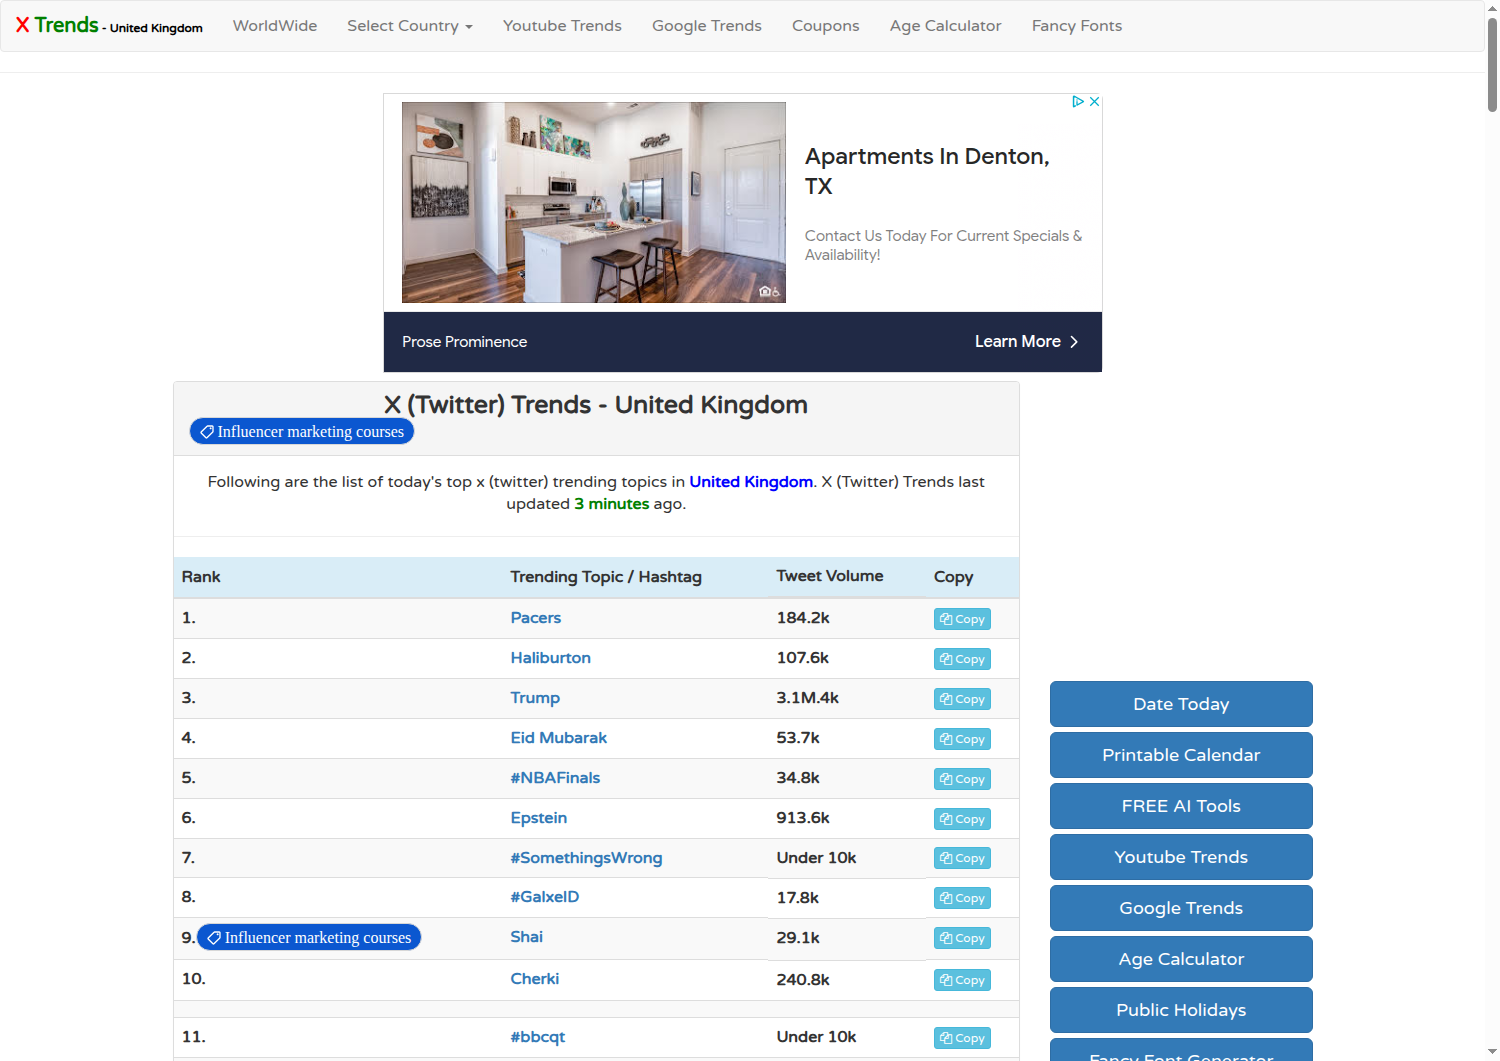 X Trends - United Kingdom WorldWide Select Country Youtube Trends Google Trends Coupons Age Calculator Fancy Fonts
Apartments In Denton,
TX
Contact Us Today For Current Specials &
Availability!
Prose Prominence Learn More
X (Twitter) Trends - United Kingdom
Influencer marketing courses
Following are the list of today's top x (twitter) trending topics in United Kingdom. X (Twitter) Trends last
updated 3 minutes ago.
Rank Trending Topic / Hashtag Tweet Volume Copy
1. Pacers 184.2k Copy
2. Haliburton 107.6k Copy
3. Trump 3.1M.4k Copy
4. Eid Mubarak 53.7k Copy
5. #NBAFinals 34.8k Copy
6. Epstein 913.6k Copy
7. #SomethingsWrong Under 10k Copy
8. #GalxeID 17.8k Copy
9. Influencer marketing courses Shai 29.1k Copy
10. Cherki 240.8k Copy
11. #bbcqt Under 10k Copy
Date Today
Printable Calendar
FREE AI Tools
Youtube Trends
Google Trends
Age Calculator
Public Holidays
Fancy Font Generator